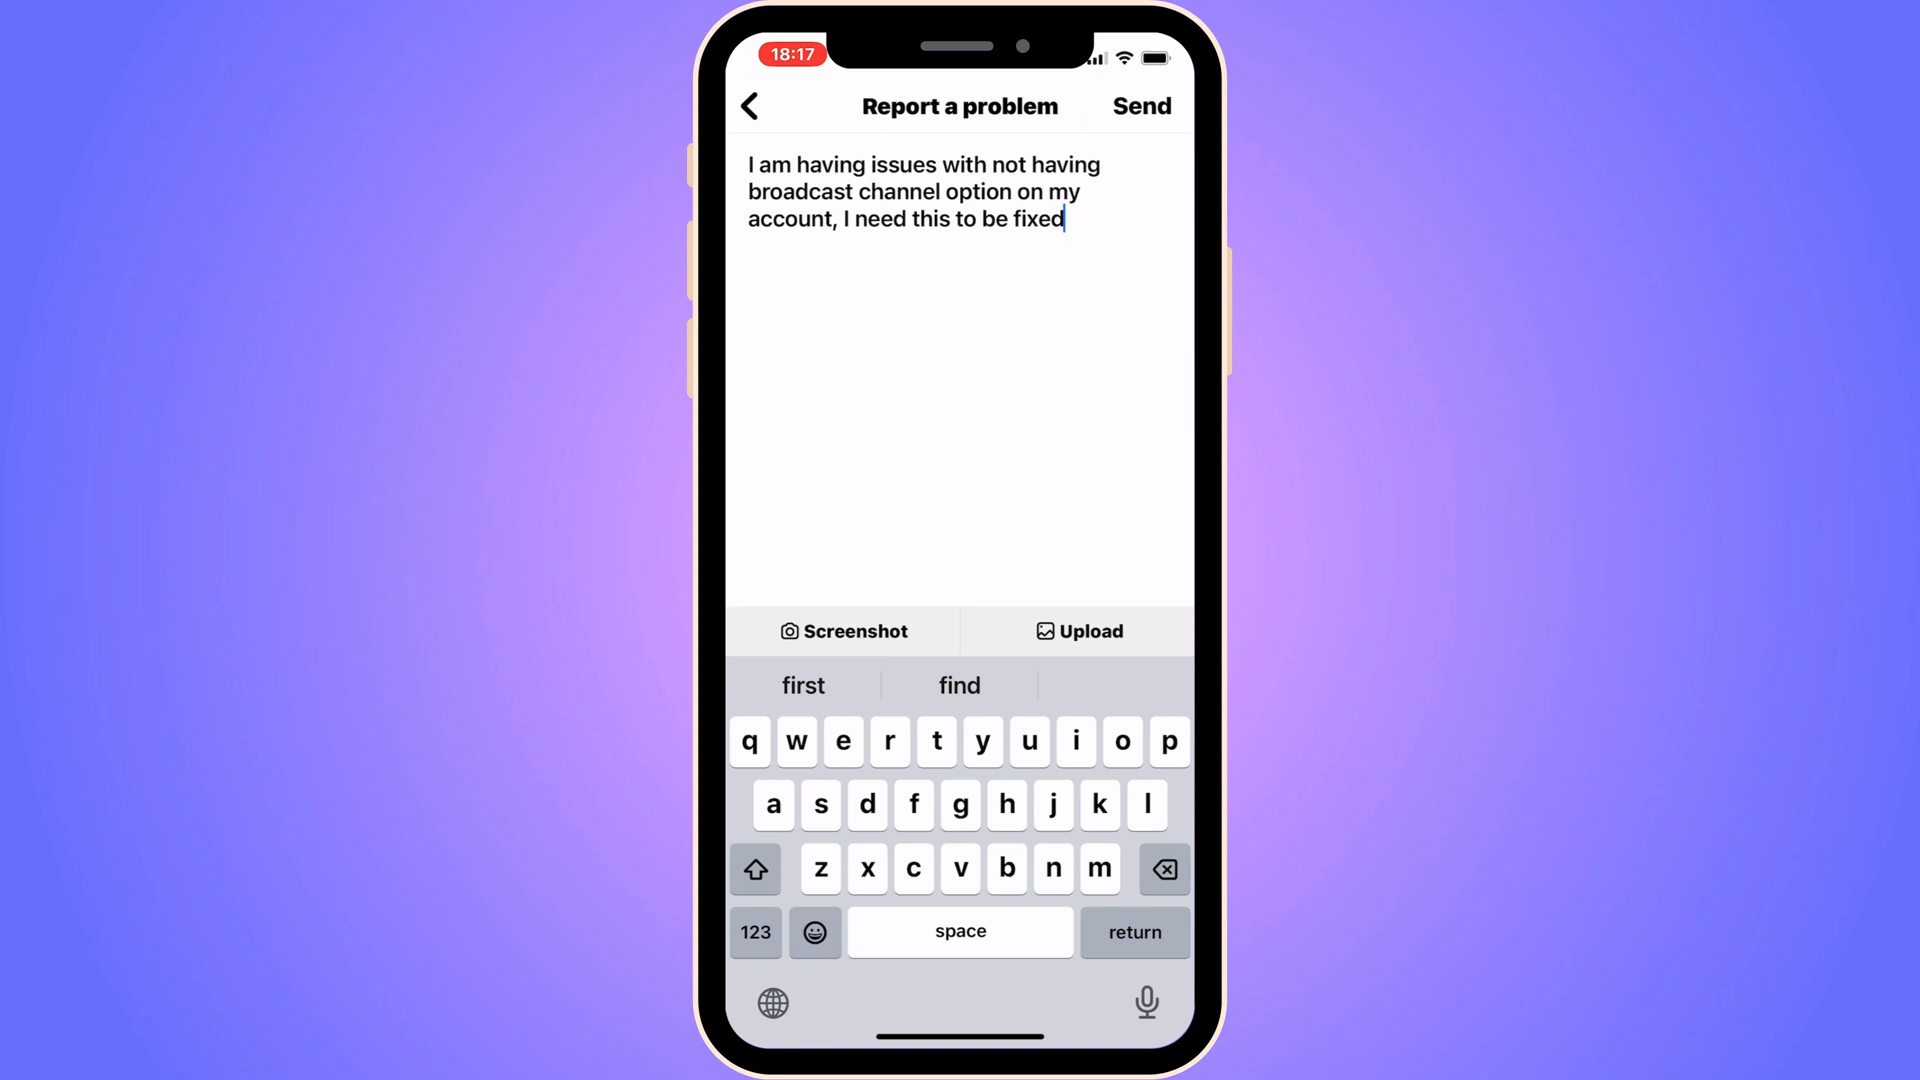 18:17
Report a problem
Send
I am having issues with not having
broadcast channel option on my
account, I need this to be fixed
Screenshot
Upload
first
find
q w e r t y u i o p
a s d f g h j k l
z x c v b n m
123
space
return